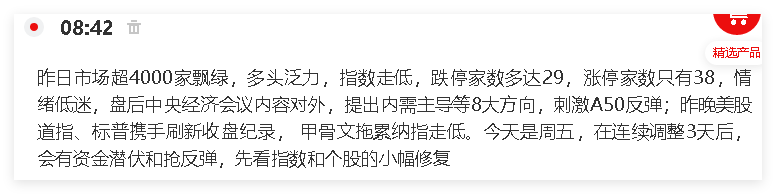 08:42
精选产品
昨日市场超4000家飘绿，多头泛力，指数走低，跌停家数多达29，涨停家数只有38，情
绪低迷，盘后中央经济会议内容对外，提出内需主导等8大方向，刺激A50反弹；昨晚美股
道指、标普携手刷新收盘纪录， 甲骨文拖累纳指走低。今天是周五，在连续调整3天后，
会有资金潜伏和抢反弹，先看指数和个股的小幅修复